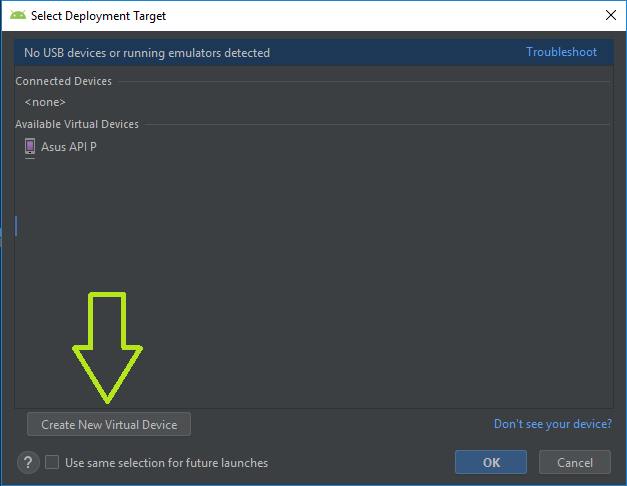 Select Deployment Target
No USB devices or running emulators detected Troubleshoot
Connected Devices
<none>
Available Virtual Devices
Asus API P
Create New Virtual Device Don't see your device?
? Use same selection for future launches OK Cancel